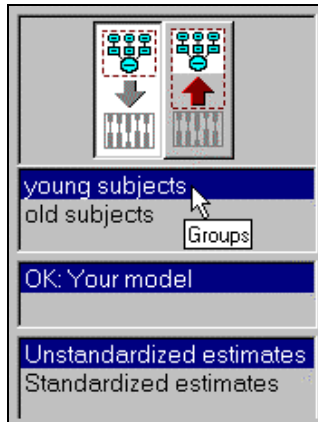 young subjects
old subjects
Groups
OK: Your model
Unstandardized estimates
Standardized estimates